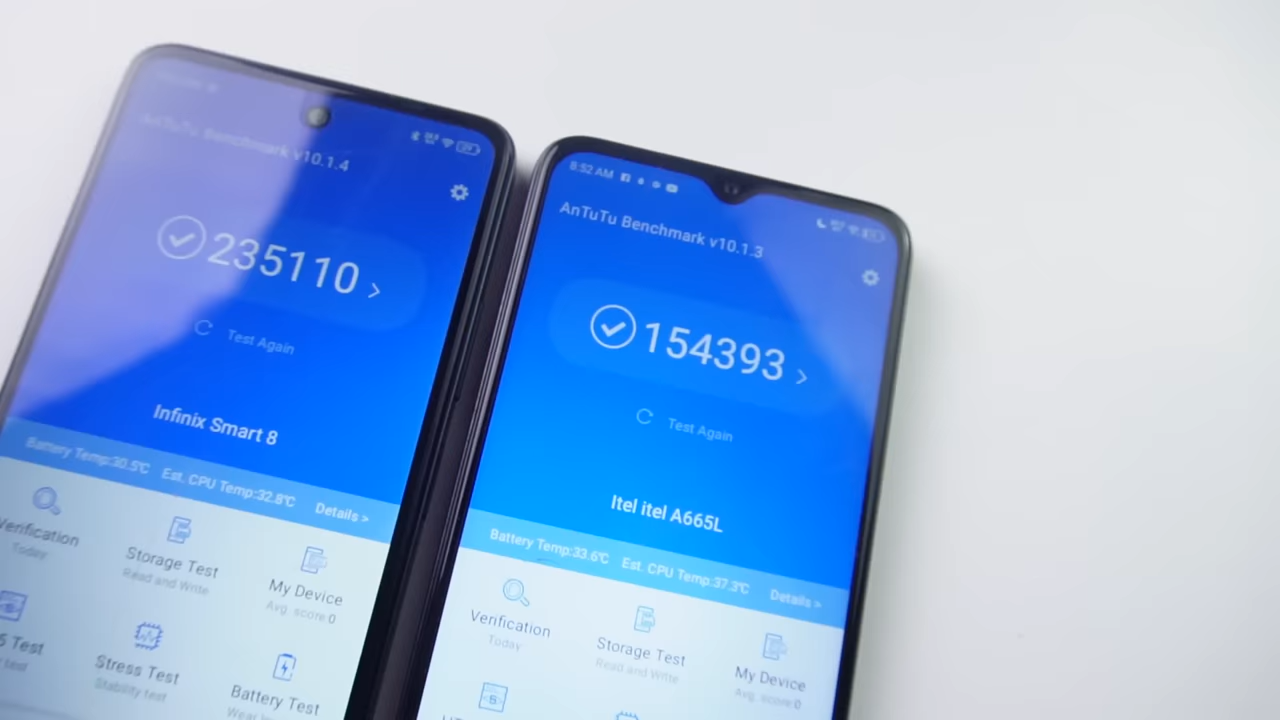 AnTuTu Benchmark v10.1.4
235110 >
Test Again
Infinix Smart 8
Battery Temp:30.5℃ Est. CPU Temp:32.8℃ Details >
Verification
Today
Storage Test
Read and Write
My Device
Avg. score 0
Test
test
Stress Test
Stability test
Battery Test
8:52 AM
AnTuTu Benchmark v10.1.3
154393 >
Test Again
Itel itel A665L
Battery Temp:33.6℃ Est. CPU Temp:37.3℃ Details >
Verification
Today
Storage Test
Read and Write
My Device
Avg. score 0